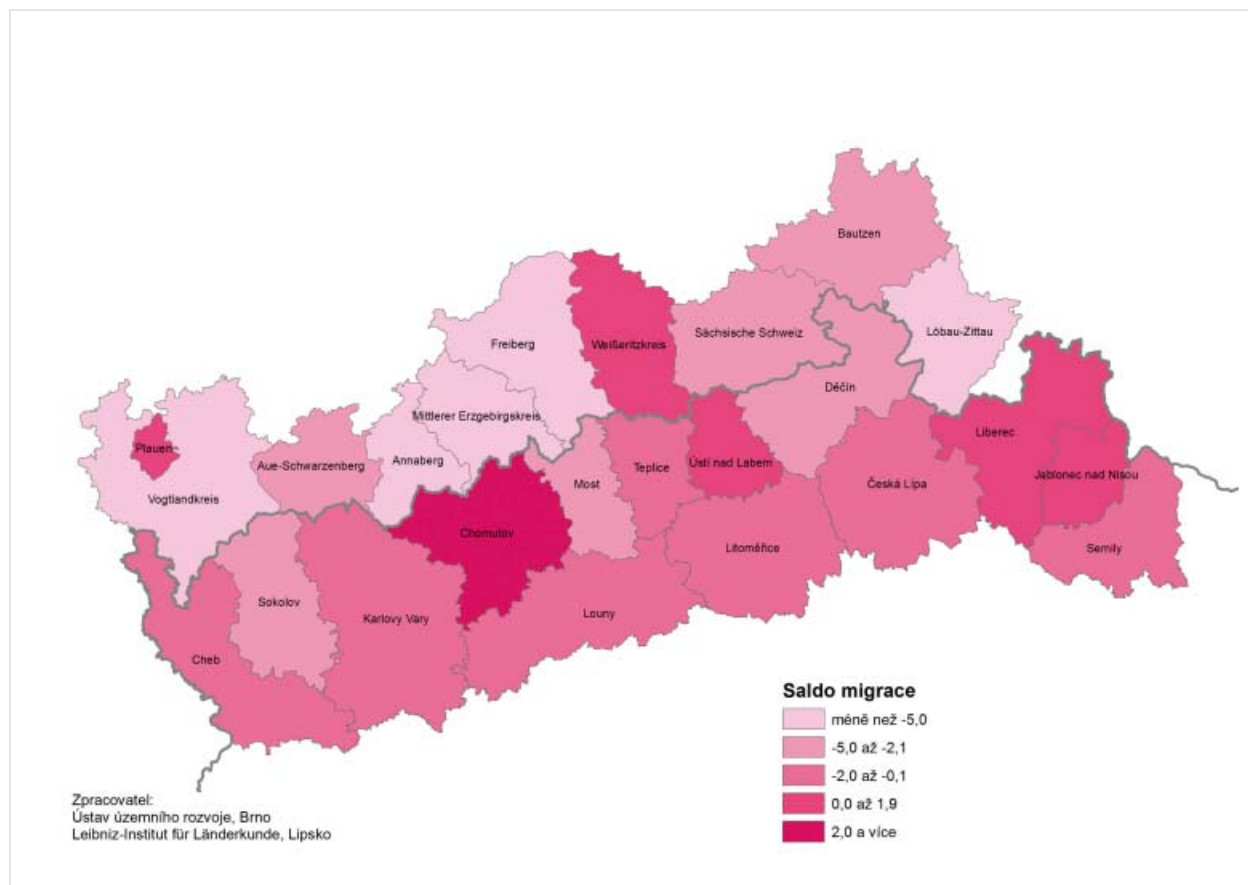 Bautzen
Löbau-Zittau
Sächsische Schweiz
Freiberg
Weißeritzkreis
Děčín
Mittlerer Erzgebirgskreis
Liberec
Plauen
Annaberg
Aue-Schwarzenberg
Teplice
Ústí nad Labem
Jablonec nad Nisou
Most
Česká Lípa
Vogtlandkreis
Chomutov
Litoměřice
Semily
Sokolov
Louny
Karlovy Vary
Cheb
Saldo migrace
méně než -5,0
-5,0 až -2,1
-2,0 až -0,1
0,0 až 1,9
2,0 a více
Zpracovatel:
Ústav územního rozvoje, Brno
Leibniz-Institut für Länderkunde, Lipsko